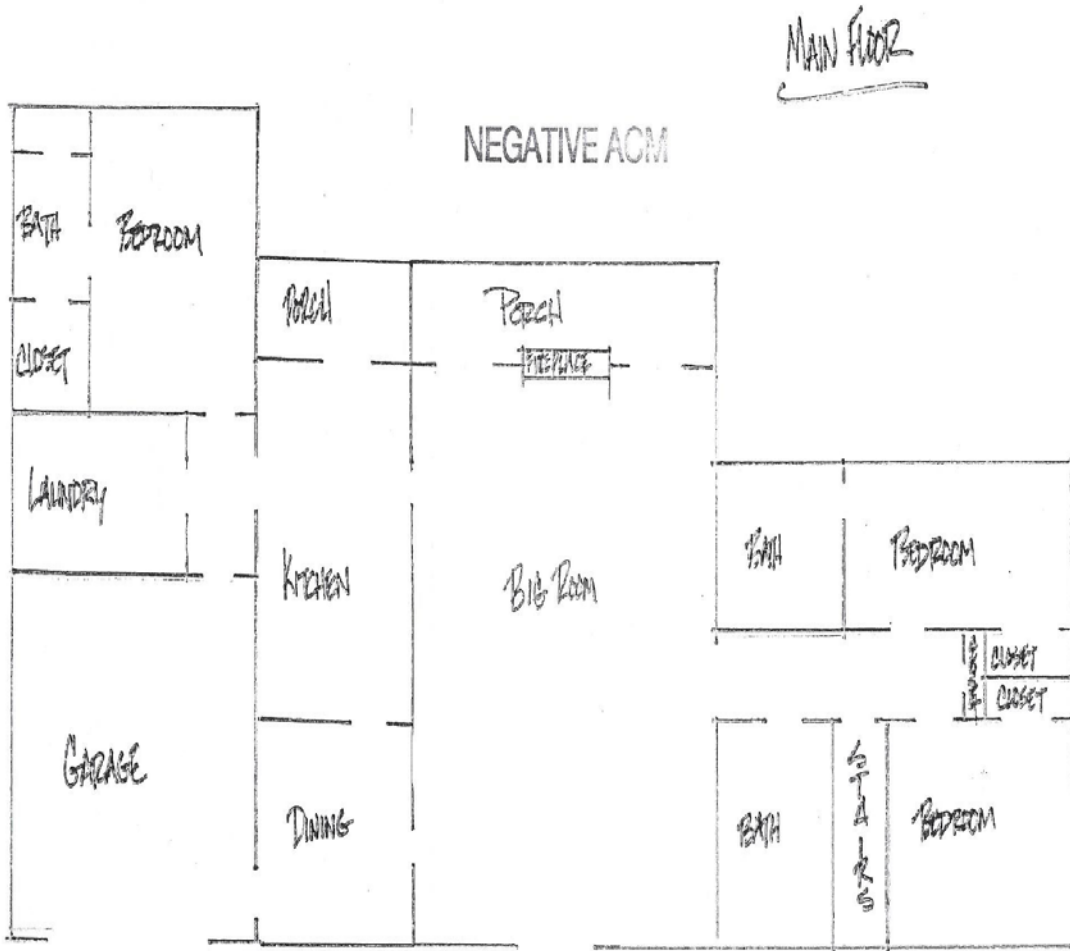 MAIN FLOOR
NEGATIVE ACM
BATH
BEDROOM
PORCH
PORCH
FIREPLACE
CLOSET
LAUNDRY
KITCHEN
BIG ROOM
BATH
BEDROOM
CLOSET
CLOSET
GARAGE
DINING
BATH
STAIRS
BEDROOM